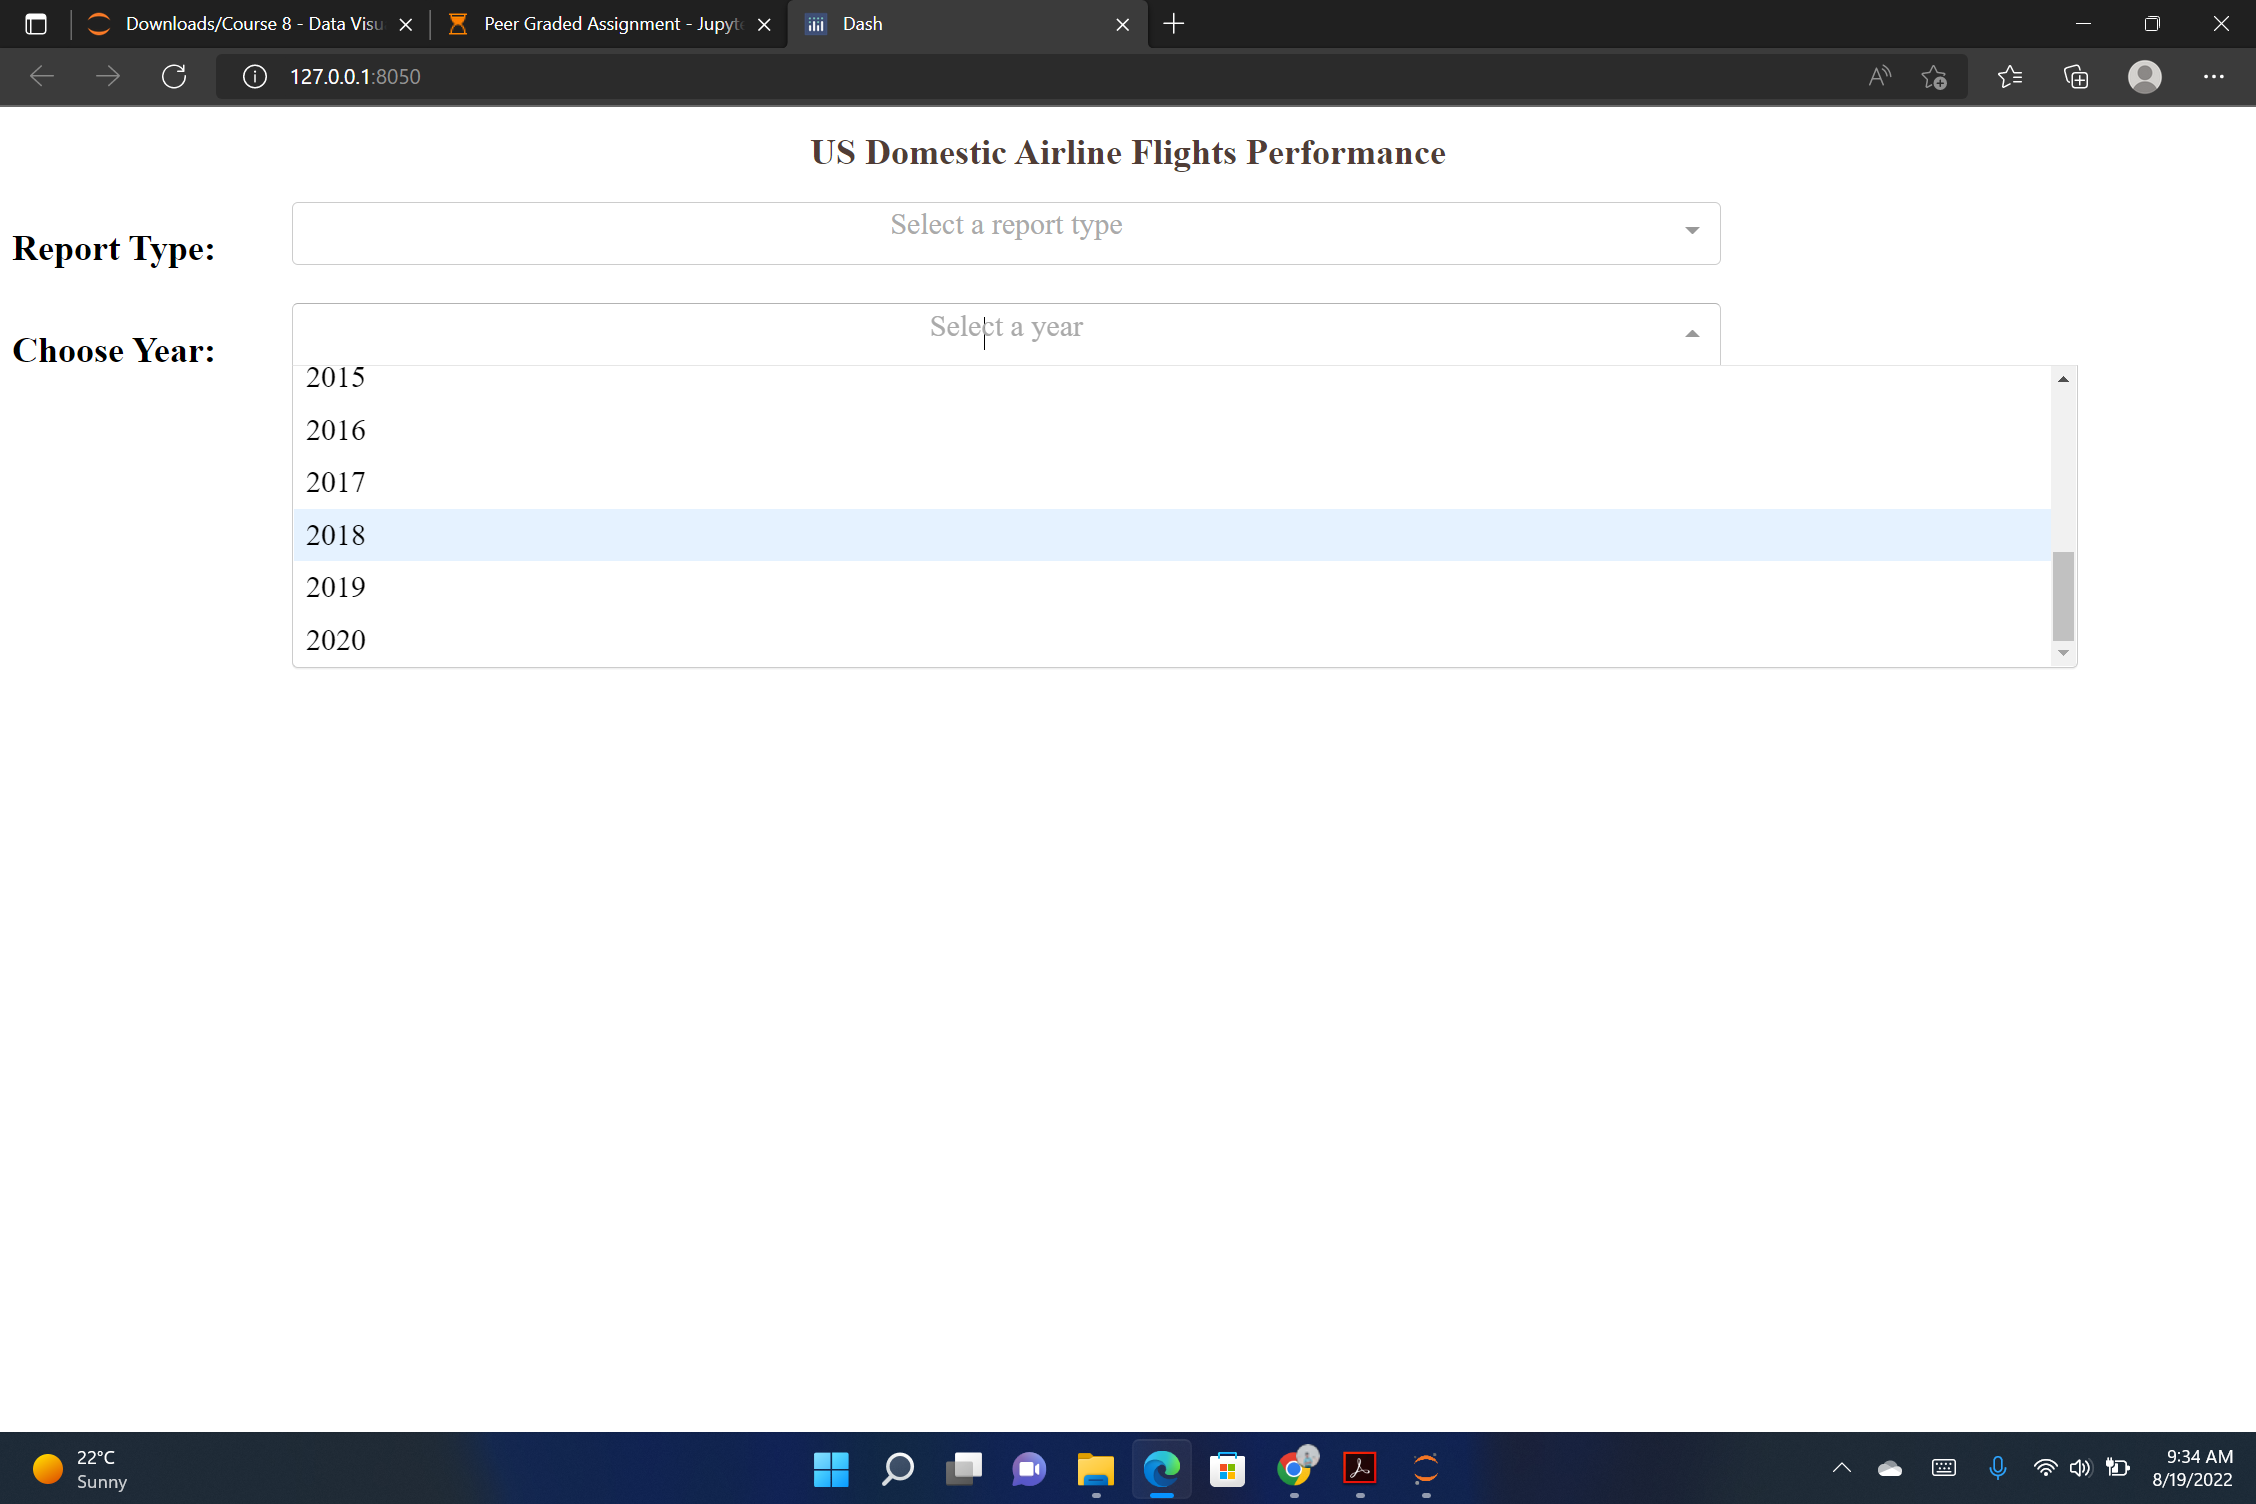 Downloads/Course 8 - Data Visu
Peer Graded Assignment - Jupyt
Dash
127.0.0.1:8050
US Domestic Airline Flights Performance
Report Type:
Select a report type
Choose Year:
Select a year
2015
2016
2017
2018
2019
2020
22°C
Sunny
9:34 AM
8/19/2022